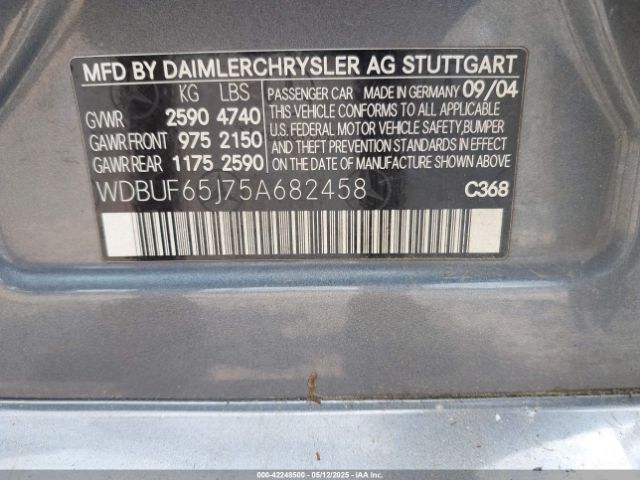 MFD BY DAIMLERCHRYSLER AG STUTTGART
KG LBS
GVWR 2590 4740
GAWR FRONT 975 2150
GAWR REAR 1175 2590
PASSENGER CAR MADE IN GERMANY 09/04
THIS VEHICLE CONFORMS TO ALL APPLICABLE
U.S. FEDERAL MOTOR VEHICLE SAFETY, BUMPER
AND THEFT PREVENTION STANDARDS IN EFFECT
ON THE DATE OF MANUFACTURE SHOWN ABOVE.
WDBUF65J75A682458 C368
000-42248500 - 05/12/2025 - IAAI.COM